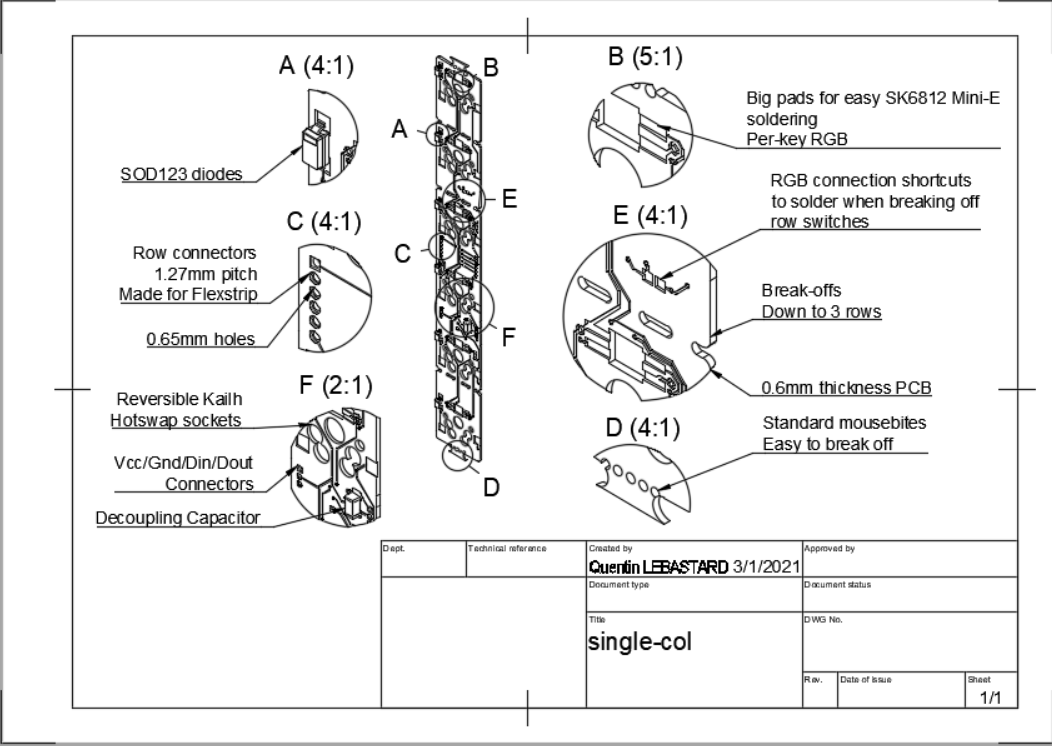 A (4:1)
SOD123 diodes
C (4:1)
Row connectors
1.27mm pitch
Made for Flexstrip
0.65mm holes
F (2:1)
Reversible Kailh
Hotswap sockets
Vcc/Gnd/Din/Dout
Connectors
Decoupling Capacitor
B
A
E
C
F
D
B (5:1)
Big pads for easy SK6812 Mini-E
soldering
Per-key RGB
RGB connection shortcuts
to solder when breaking off
row switches
E (4:1)
Break-offs
Down to 3 rows
0.6mm thickness PCB
D (4:1)
Standard mousebites
Easy to break off
Dept.
Technical reference
Created by
Quentin LEBASTARD 3/1/2021
Approved by
Document type
Document status
Title
single-col
DWG No.
Rev.
Date of issue
Sheet
1/1